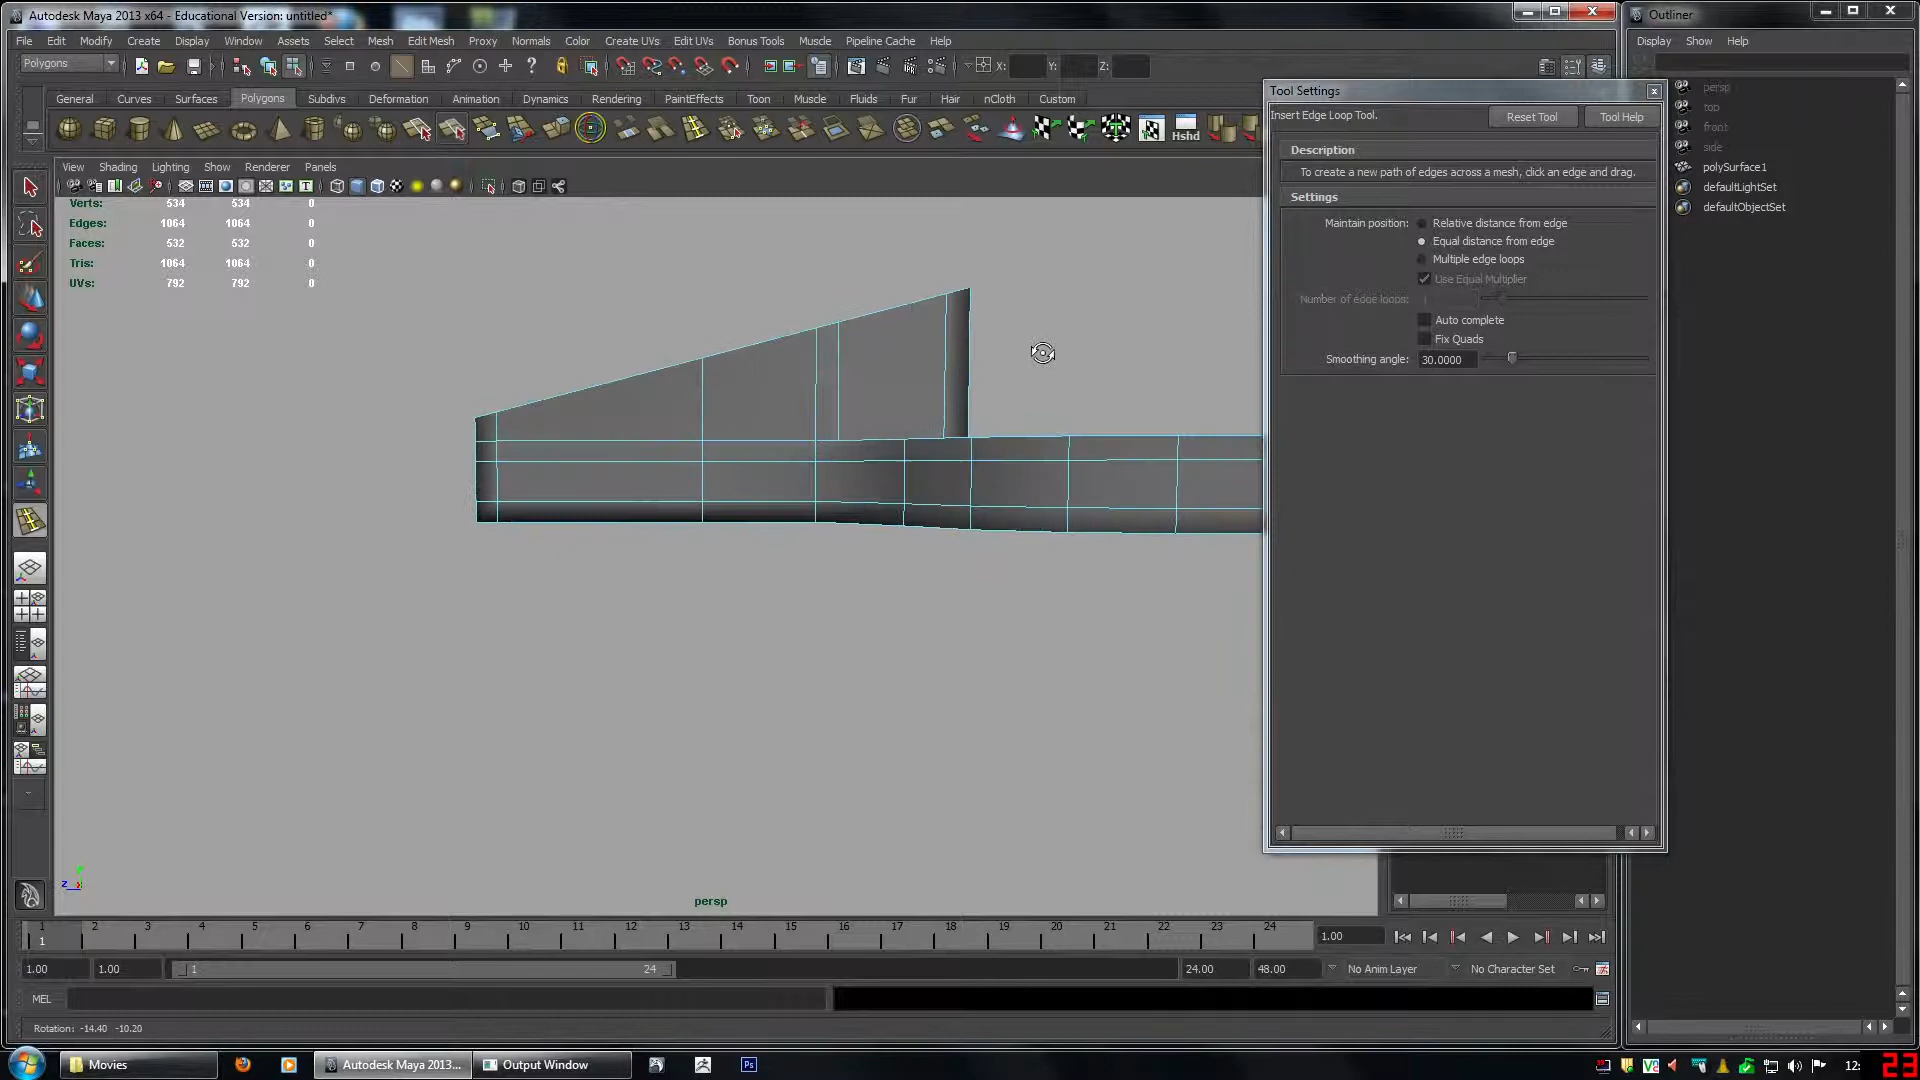 Autodesk Maya 2013 x64 - Educational Version: untitled*
Outliner
File Edit Modify Create Display Window Assets Select Mesh Edit Mesh Proxy Normals Color Create UVs Edit UVs Bonus Tools Muscle Pipeline Cache Help
Display Show Help
Polygons
X: Y: Z:
General Curves Surfaces Polygons Subdivs Deformation Animation Dynamics Rendering PaintEffects Toon Muscle Fluids Fur Hair nCloth Custom
Hshd
View Shading Lighting Show Renderer Panels
Verts: 534 534 0
Edges: 1064 1064 0
Faces: 532 532 0
Tris: 1064 1064 0
UVs: 792 792 0
Tool Settings
Insert Edge Loop Tool.
Reset Tool
Tool Help
Description
To create a new path of edges across a mesh, click an edge and drag.
Settings
Maintain position: Relative distance from edge
Equal distance from edge
Multiple edge loops
Use Equal Multiplier
Number of edge loops:
Auto complete
Fix Quads
Smoothing angle: 30.0000
persp
top
front
side
polySurface1
defaultLightSet
defaultObjectSet
y
z
persp
1 2 3 4 5 6 7 8 9 10 11 12 13 14 15 16 17 18 19 20 21 22 23 24
1
1.00
1.00 1.00 1 24 24.00 48.00 No Anim Layer No Character Set
MEL
Rotation: -14.40 -10.20
Movies
Autodesk Maya 2013...
Output Window
Ps
12:
23